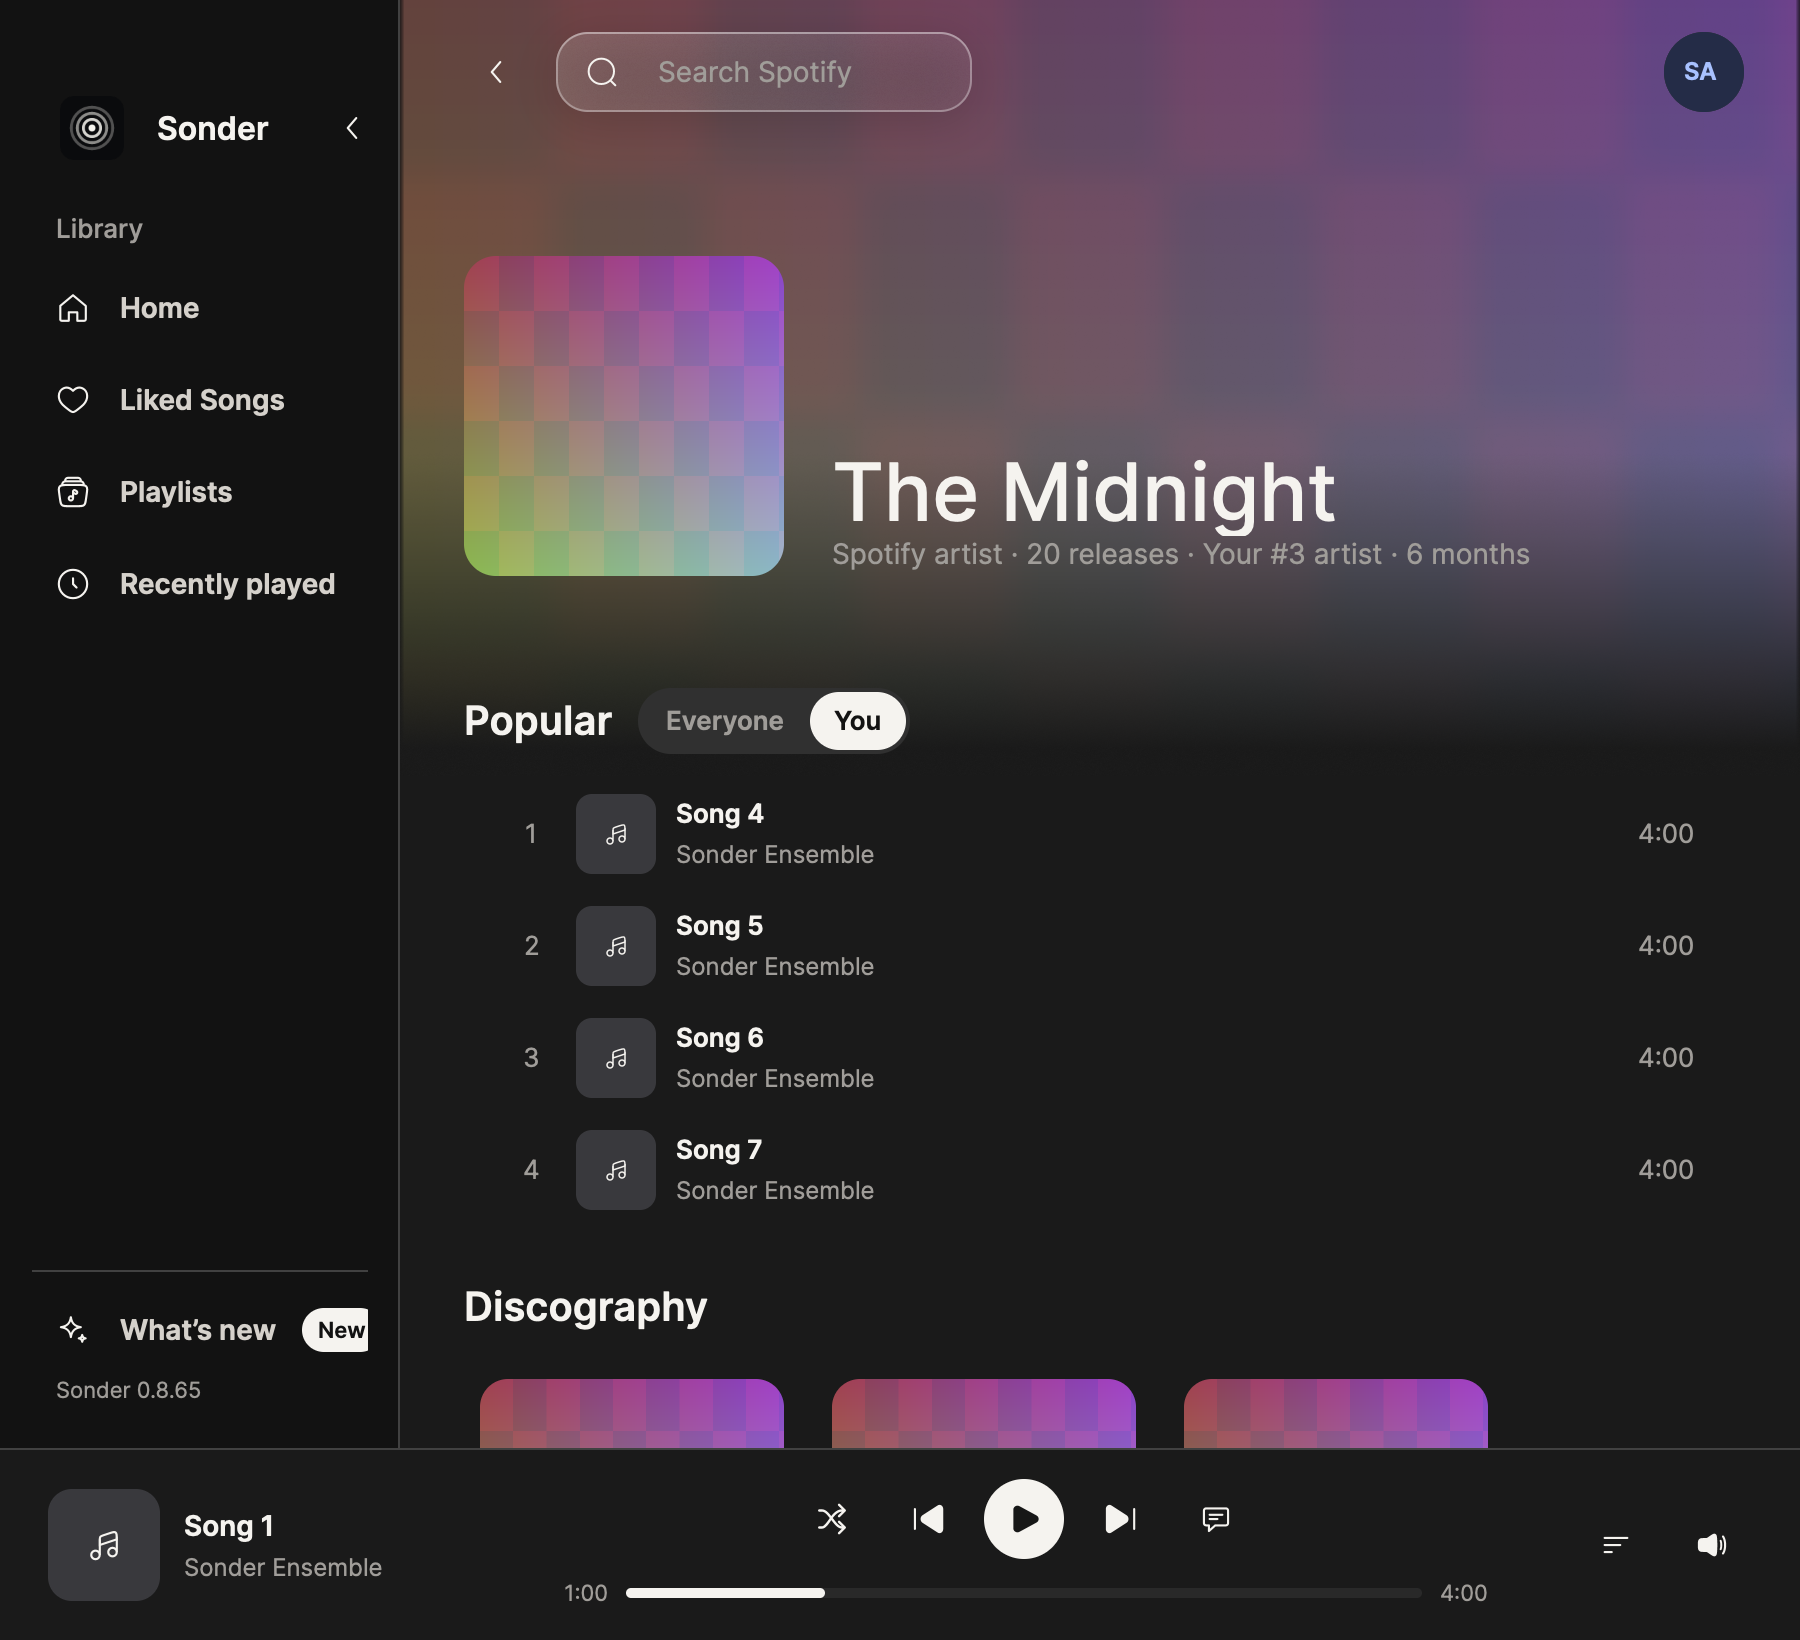 Search Spotify
SA
Sonder
Library
Home
Liked Songs
Playlists
Recently played
The Midnight
Spotify artist · 20 releases · Your #3 artist · 6 months
Popular
Everyone
You
1
Song 4
Sonder Ensemble
4:00
2
Song 5
Sonder Ensemble
4:00
3
Song 6
Sonder Ensemble
4:00
4
Song 7
Sonder Ensemble
4:00
Discography
What’s new
New
Sonder 0.8.65
Song 1
Sonder Ensemble
1:00
4:00